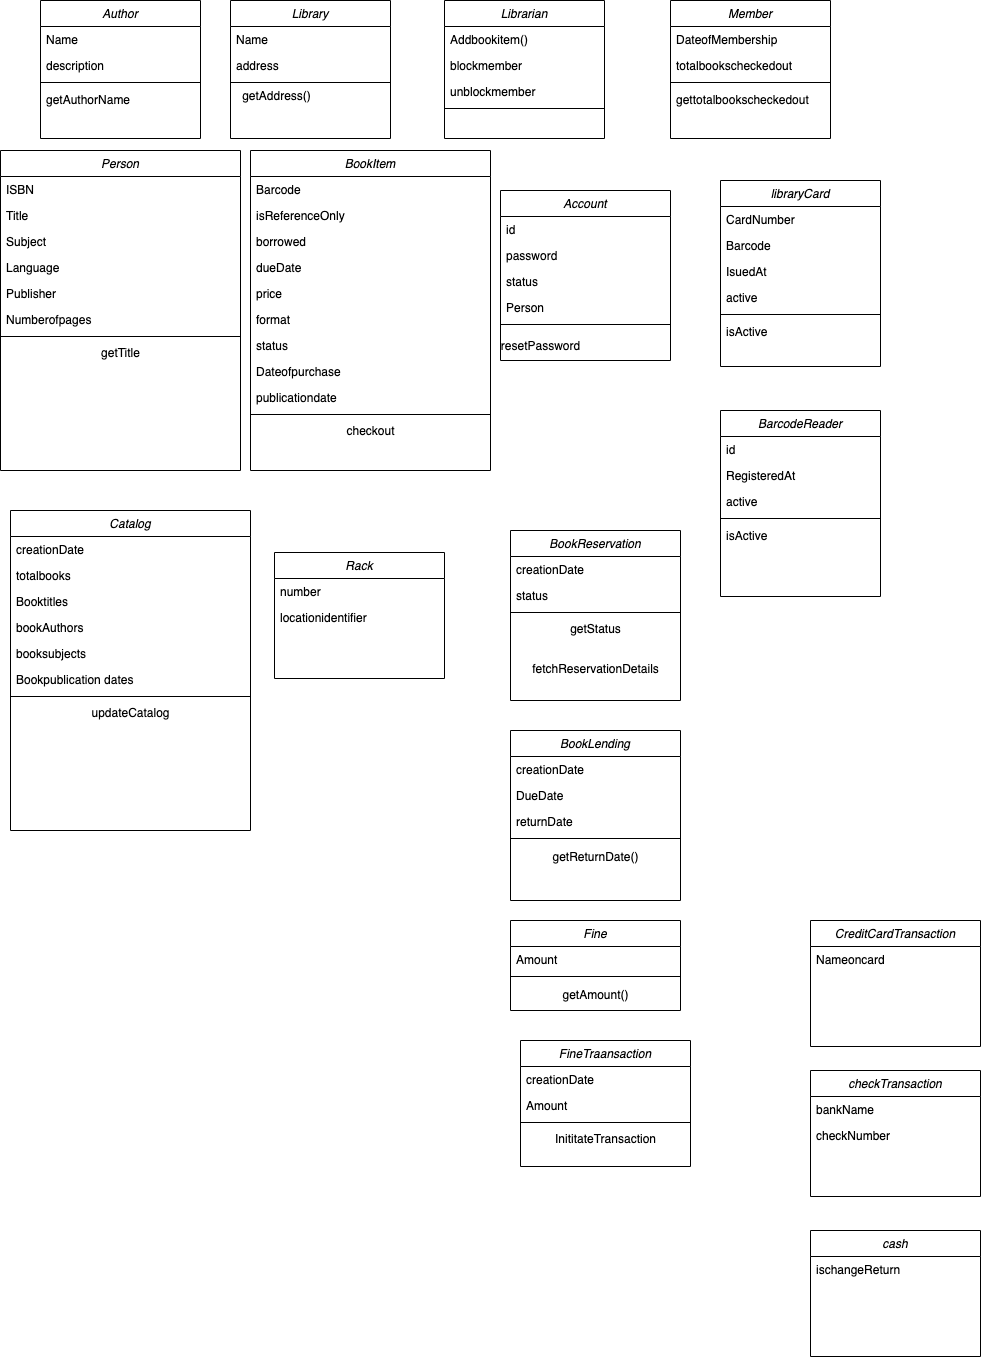 Author
Name
description
getAuthorName
Library
Name
address
getAddress()
Librarian
Addbookitem()
blockmember
unblockmember
Member
DateofMembership
totalbookscheckedout
gettotalbookscheckedout
Person
ISBN
Title
Subject
Language
Publisher
Numberofpages
getTitle
BookItem
Barcode
isReferenceOnly
borrowed
dueDate
price
format
status
Dateofpurchase
publicationdate
checkout
Account
id
password
status
Person
resetPassword
libraryCard
CardNumber
Barcode
IsuedAt
active
isActive
BarcodeReader
id
RegisteredAt
active
isActive
Catalog
creationDate
totalbooks
Booktitles
bookAuthors
booksubjects
Bookpublication dates
updateCatalog
Rack
number
locationidentifier
BookReservation
creationDate
status
getStatus
fetchReservationDetails
BookLending
creationDate
DueDate
returnDate
getReturnDate()
Fine
Amount
getAmount()
CreditCardTransaction
Nameoncard
FineTraansaction
creationDate
Amount
InititateTransaction
checkTransaction
bankName
checkNumber
cash
ischangeReturn